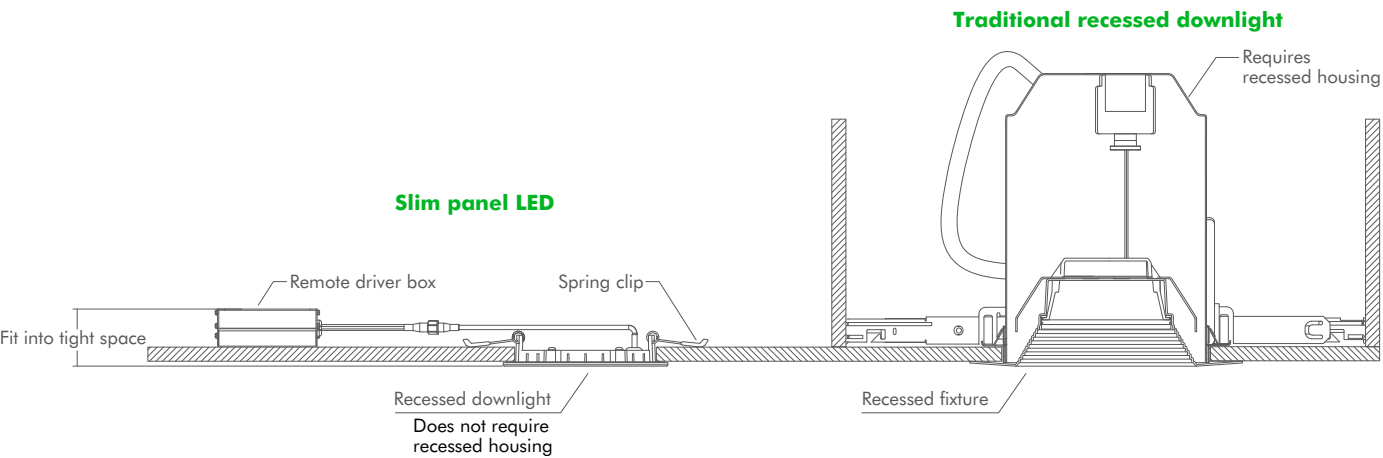 Traditional recessed downlight
Requires
recessed housing
Slim panel LED
Remote driver box
Spring clip
Fit into tight space
Recessed downlight
Does not require
recessed housing
Recessed fixture